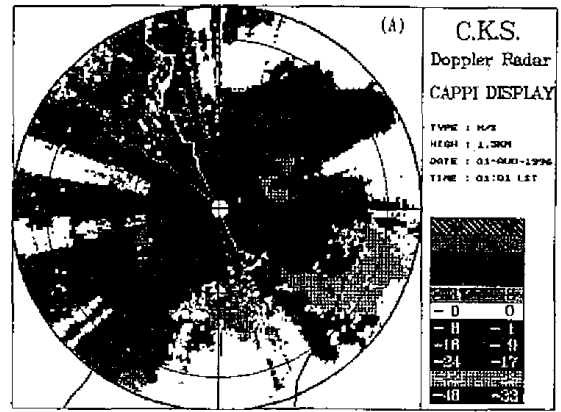 (A)
C.K.S.
Doppler Radar
CAPPI DISPLAY
TYPE : M/S
HIGH : 1.5KM
DATE : 01-AUG-1996
TIME : 01:01 LST
- 0 0
-8 -1
-16 -9
-24 -17
-40 -33